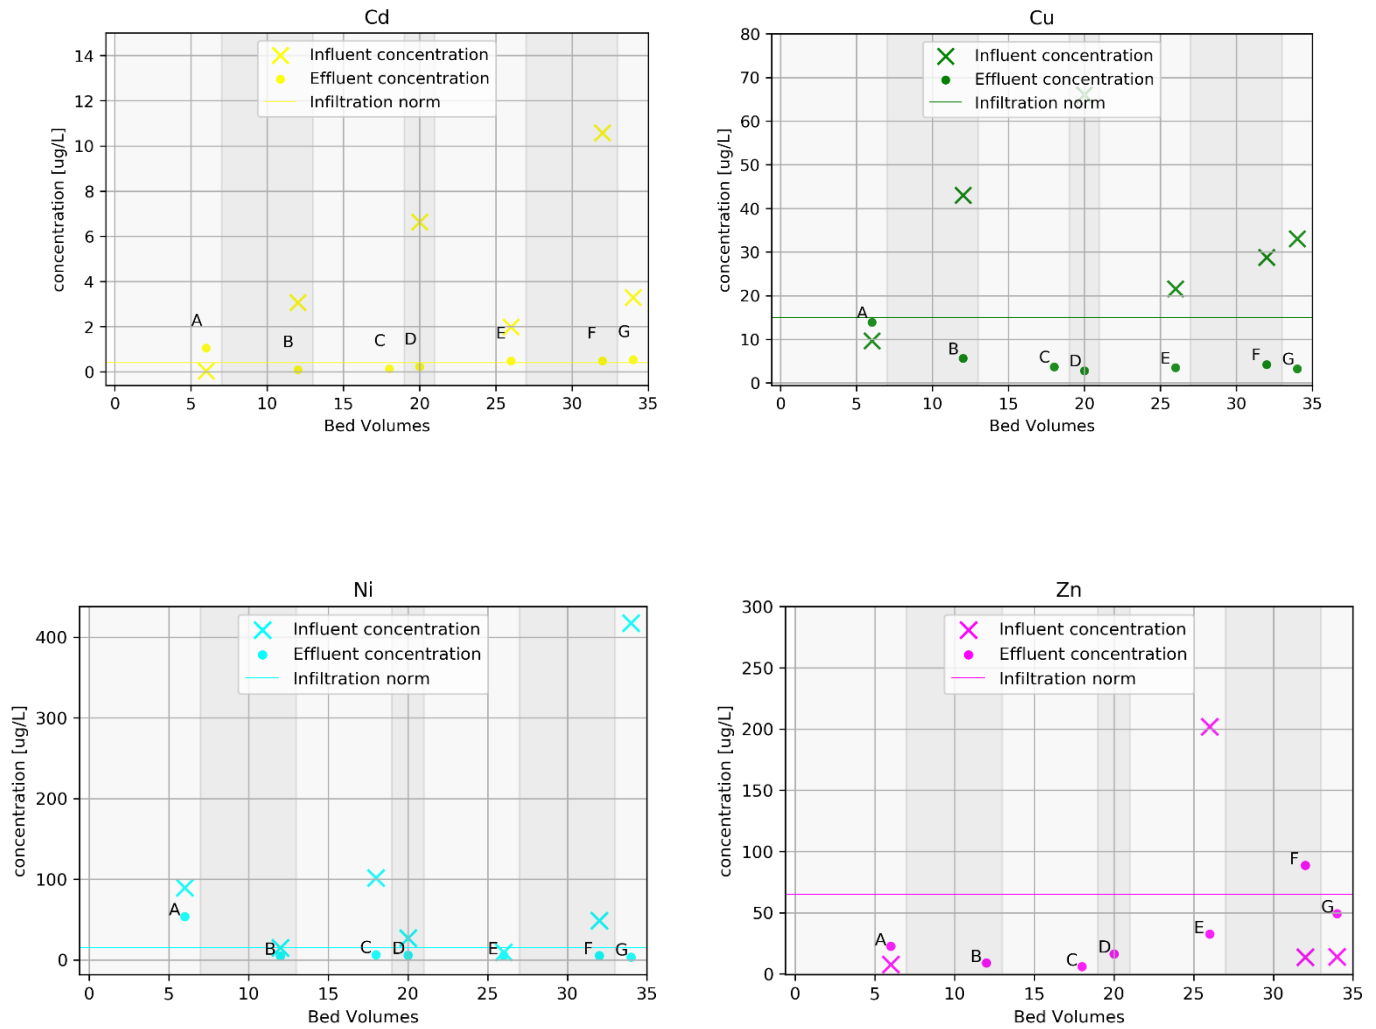 Cd
concentration [ug/L]
14
12
10
8
6
4
2
0
Influent concentration
Effluent concentration
Infiltration norm
A
B
C
D
E
F
G
0 5 10 15 20 25 30 35
Bed Volumes
Cu
concentration [ug/L]
80
70
60
50
40
30
20
10
0
Influent concentration
Effluent concentration
Infiltration norm
A
B
C
D
E
F
G
0 5 10 15 20 25 30 35
Bed Volumes
Ni
concentration [ug/L]
400
300
200
100
0
Influent concentration
Effluent concentration
Infiltration norm
A
B
C
D
E
F
G
0 5 10 15 20 25 30 35
Bed Volumes
Zn
concentration [ug/L]
300
250
200
150
100
50
0
Influent concentration
Effluent concentration
Infiltration norm
A
B
C
D
E
F
G
0 5 10 15 20 25 30 35
Bed Volumes